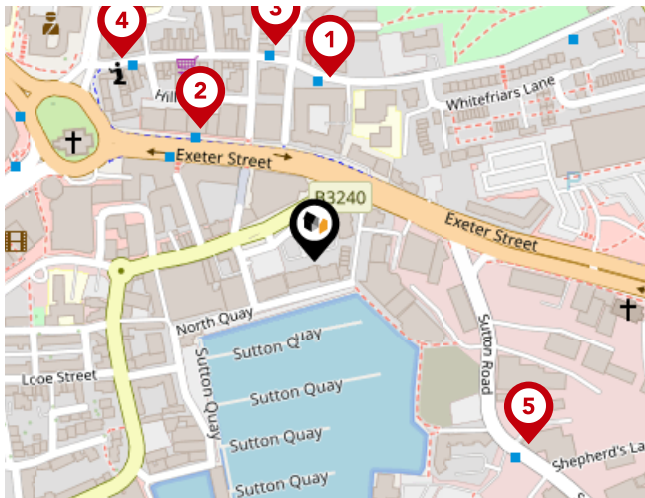 4
3
1
i
2
Hill
Whitefriars Lane
Exeter Street
B3240
Exeter Street
North Quay
Sutton Quay
Sutton Quay
Sutton Road
Looe Street
Sutton Quay
Sutton Quay
5
Sutton Quay
Shepherd's La
S